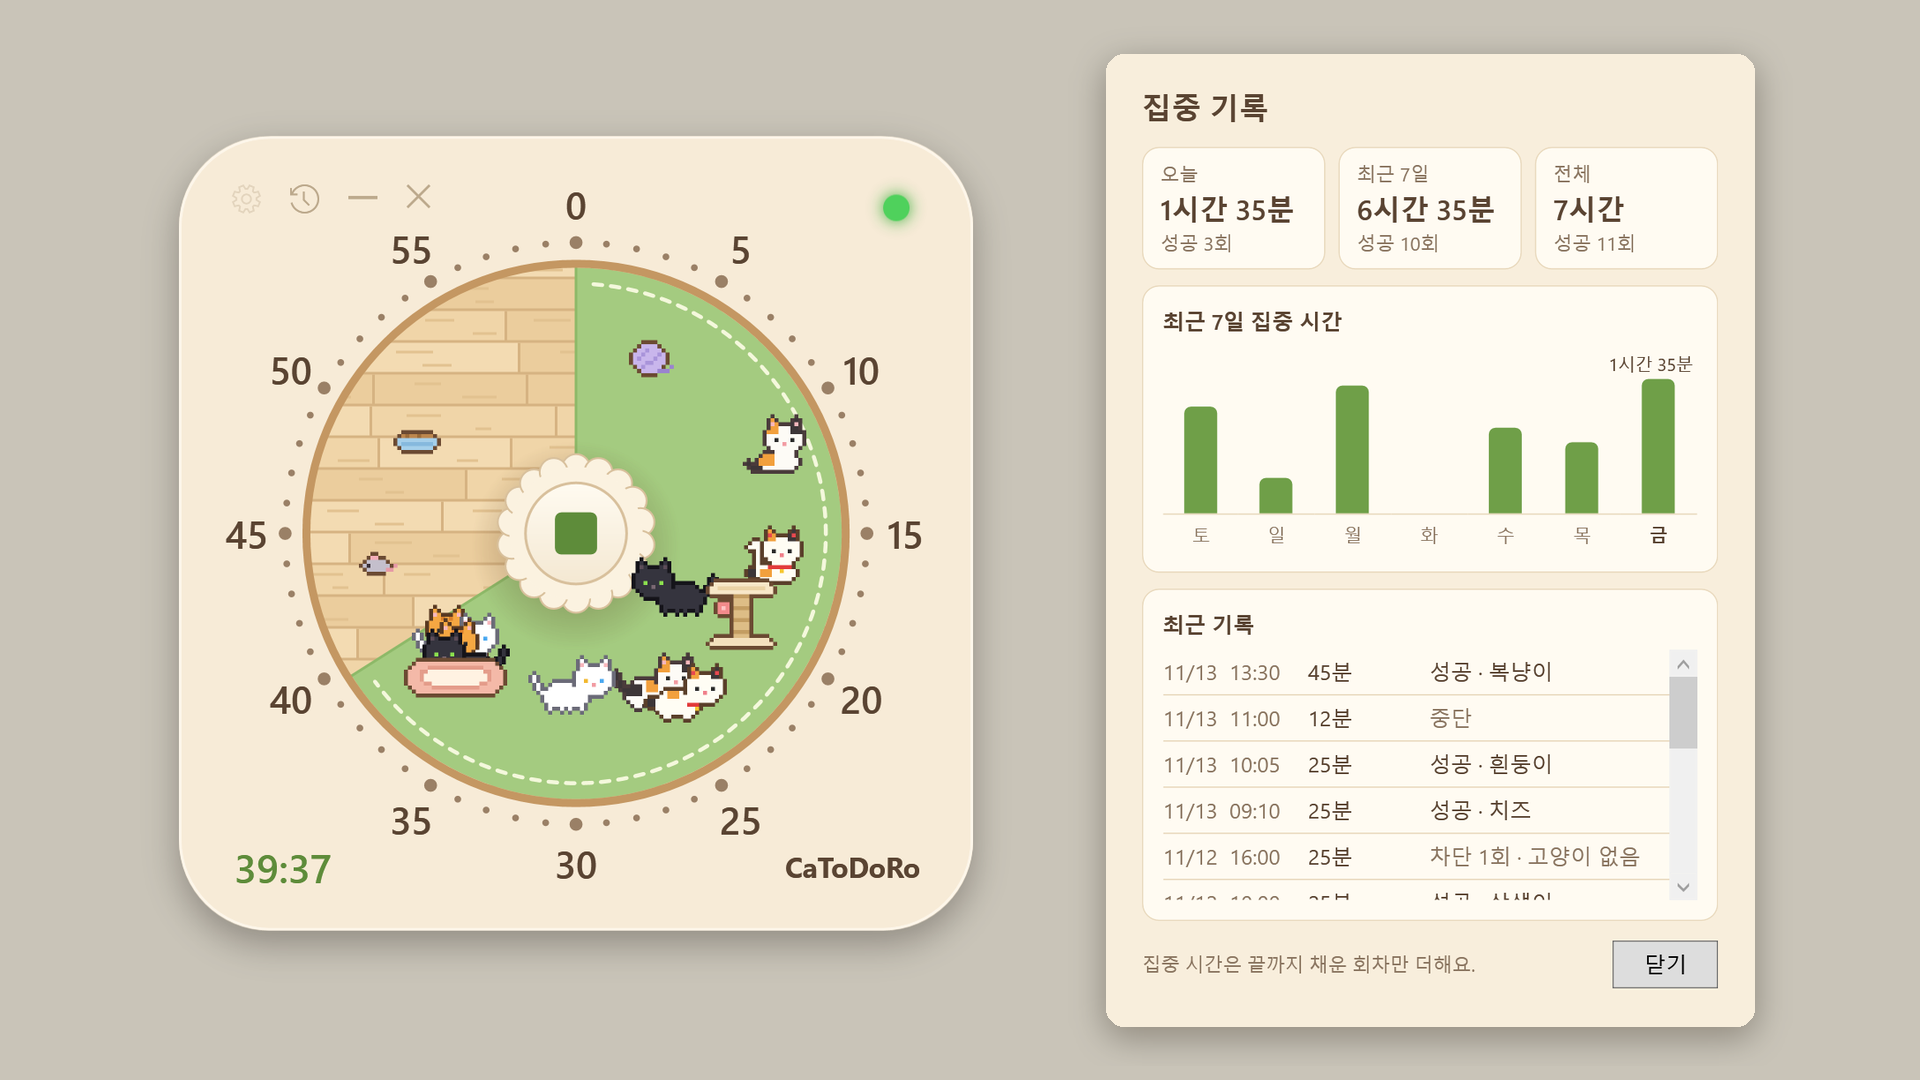 0
5
10
15
20
25
30
35
40
45
50
55
39:37
CaToDoRo
집중 기록
오늘
1시간 35분
성공 3회
최근 7일
6시간 35분
성공 10회
전체
7시간
성공 11회
최근 7일 집중 시간
1시간 35분
토 일 월 화 수 목 금
최근 기록
11/13 13:30 45분 성공 · 복냥이
11/13 11:00 12분 중단
11/13 10:05 25분 성공 · 흰둥이
11/13 09:10 25분 성공 · 치즈
11/12 16:00 25분 차단 1회 · 고양이 없음
집중 시간은 끝까지 채운 회차만 더해요.
닫기